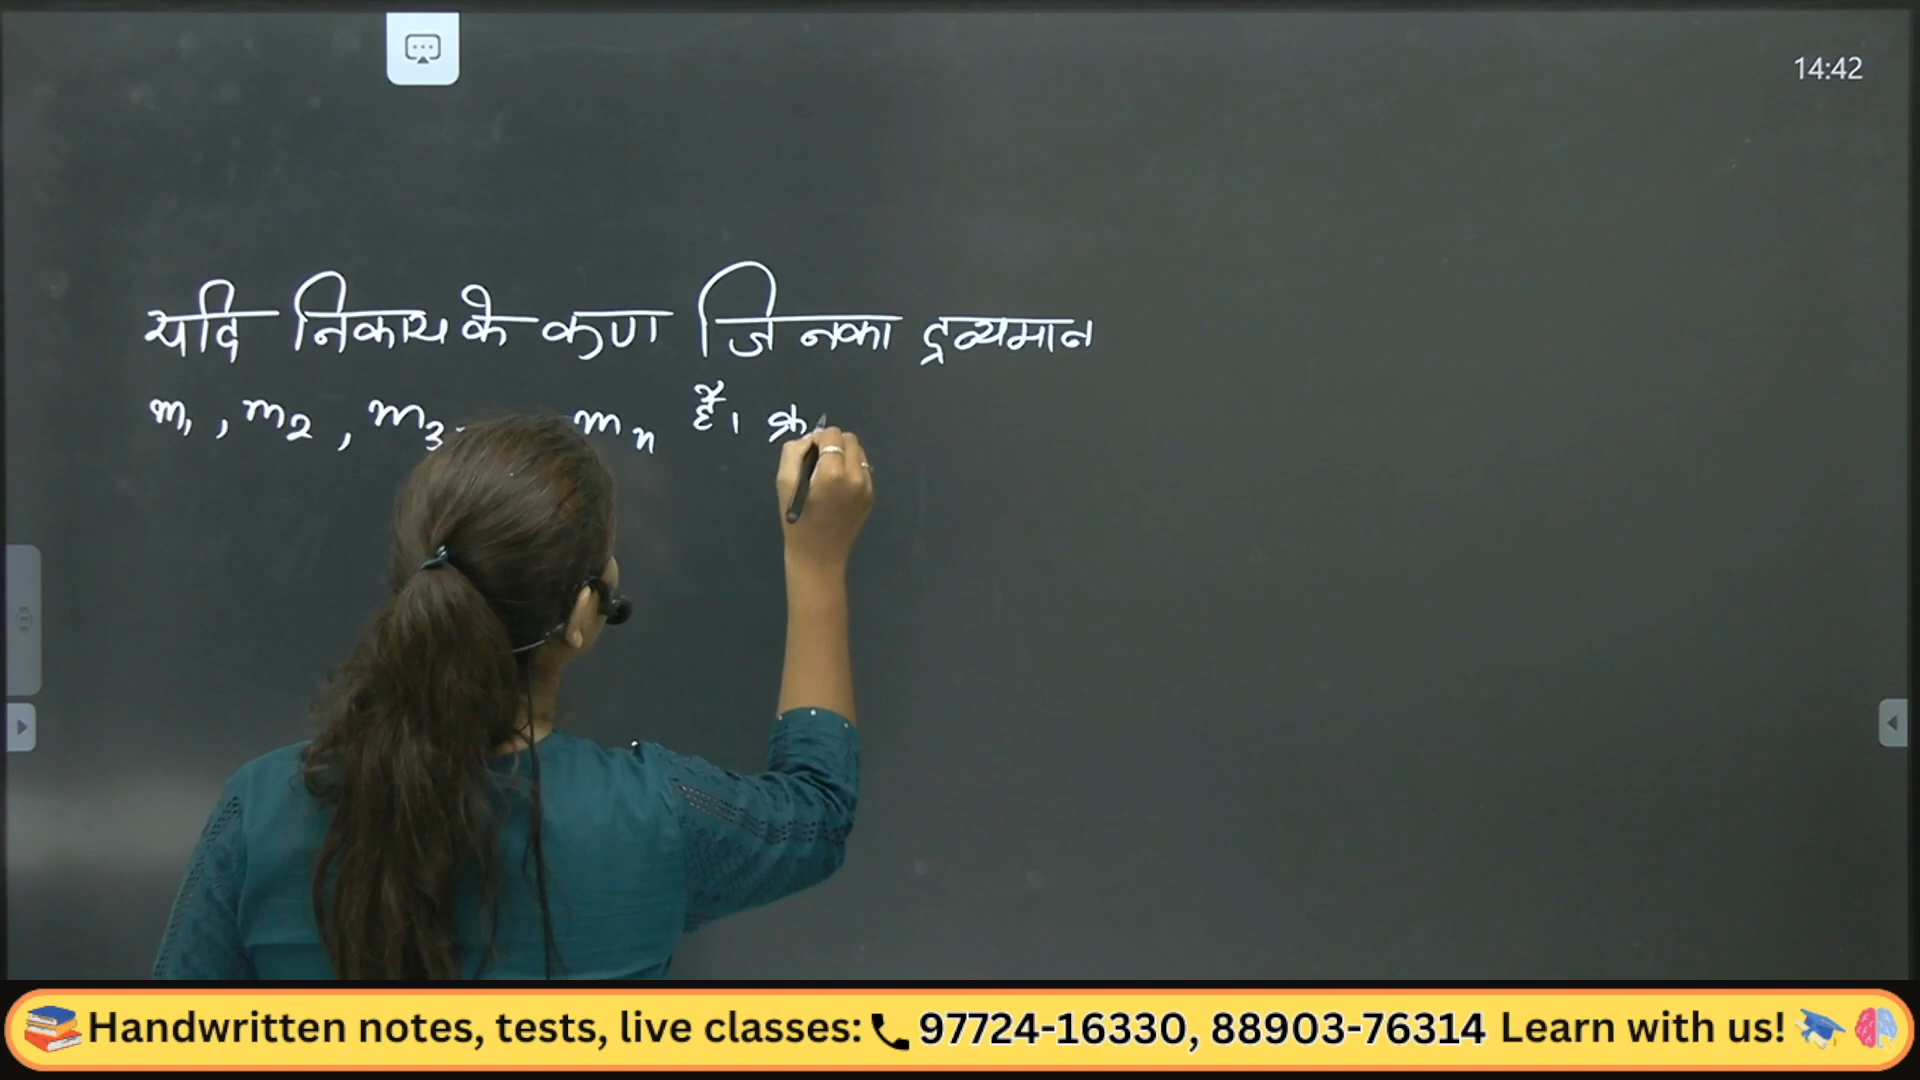 14:42
यदि निकाय के कण जिनका द्रव्यमान
m₁, m₂, m₃ mₙ हैं। क्र
Handwritten notes, tests, live classes: 97724-16330, 88903-76314 Learn with us!